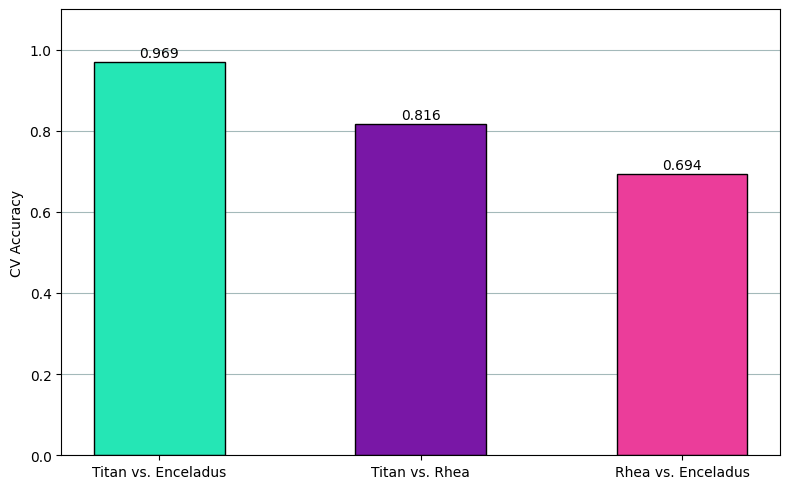 CV Accuracy
1.0
0.8
0.6
0.4
0.2
0.0
0.969
0.816
0.694
Titan vs. Enceladus
Titan vs. Rhea
Rhea vs. Enceladus